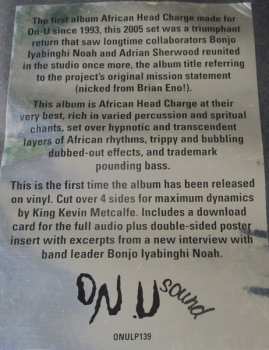 The first album African Head Charge made for
On-U since 1993, this 2005 set was a triumphant
return that saw longtime collaborators Bonjo
Iyabinghi Noah and Adrian Sherwood reunited
in the studio once more, the album title referring
to the project's original mission statement
(nicked from Brian Eno!).
This album is African Head Charge at their
very best, rich in varied percussion and spritual
chants, set over hypnotic and transcendent
layers of African rhythms, trippy and bubbling
dubbed-out effects, and trademark
pounding bass.
This is the first time the album has been released
on vinyl. Cut over 4 sides for maximum dynamics
by King Kevin Metcalfe. Includes a download
card for the full audio plus double-sided poster
insert with excerpts from a new interview with
band leader Bonjo Iyabinghi Noah.
ON.U sound
ONULP139